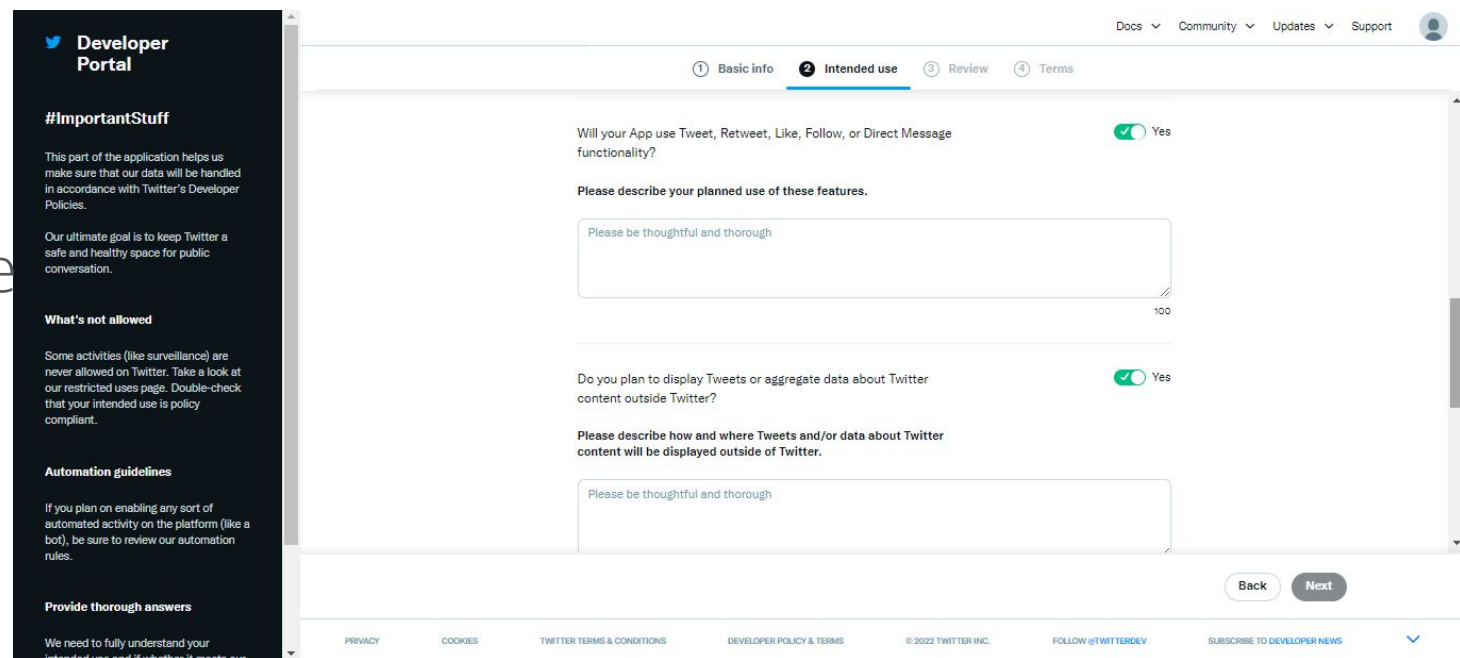 Developer
Portal
#ImportantStuff
This part of the application helps us
make sure that our data will be handled
in accordance with Twitter's Developer
Policies.
Our ultimate goal is to keep Twitter a
safe and healthy space for public
conversation.
What's not allowed
Some activities (like surveillance) are
never allowed on Twitter. Take a look at
our restricted uses page. Double-check
that your intended use is policy
compliant.
Automation guidelines
If you plan on enabling any sort of
automated activity on the platform (like a
bot), be sure to review our automation
rules.
Provide thorough answers
We need to fully understand your
intended use and if whether it meets our
Docs Community Updates Support
1 Basic info 2 Intended use 3 Review 4 Terms
Will your App use Tweet, Retweet, Like, Follow, or Direct Message Yes
functionality?
Please describe your planned use of these features.
Please be thoughtful and thorough
100
Do you plan to display Tweets or aggregate data about Twitter Yes
content outside Twitter?
Please describe how and where Tweets and/or data about Twitter
content will be displayed outside of Twitter.
Please be thoughtful and thorough
Back Next
PRIVACY COOKIES TWITTER TERMS & CONDITIONS DEVELOPER POLICY & TERMS © 2022 TWITTER INC. FOLLOW @TWITTERDEV SUBSCRIBE TO DEVELOPER NEWS